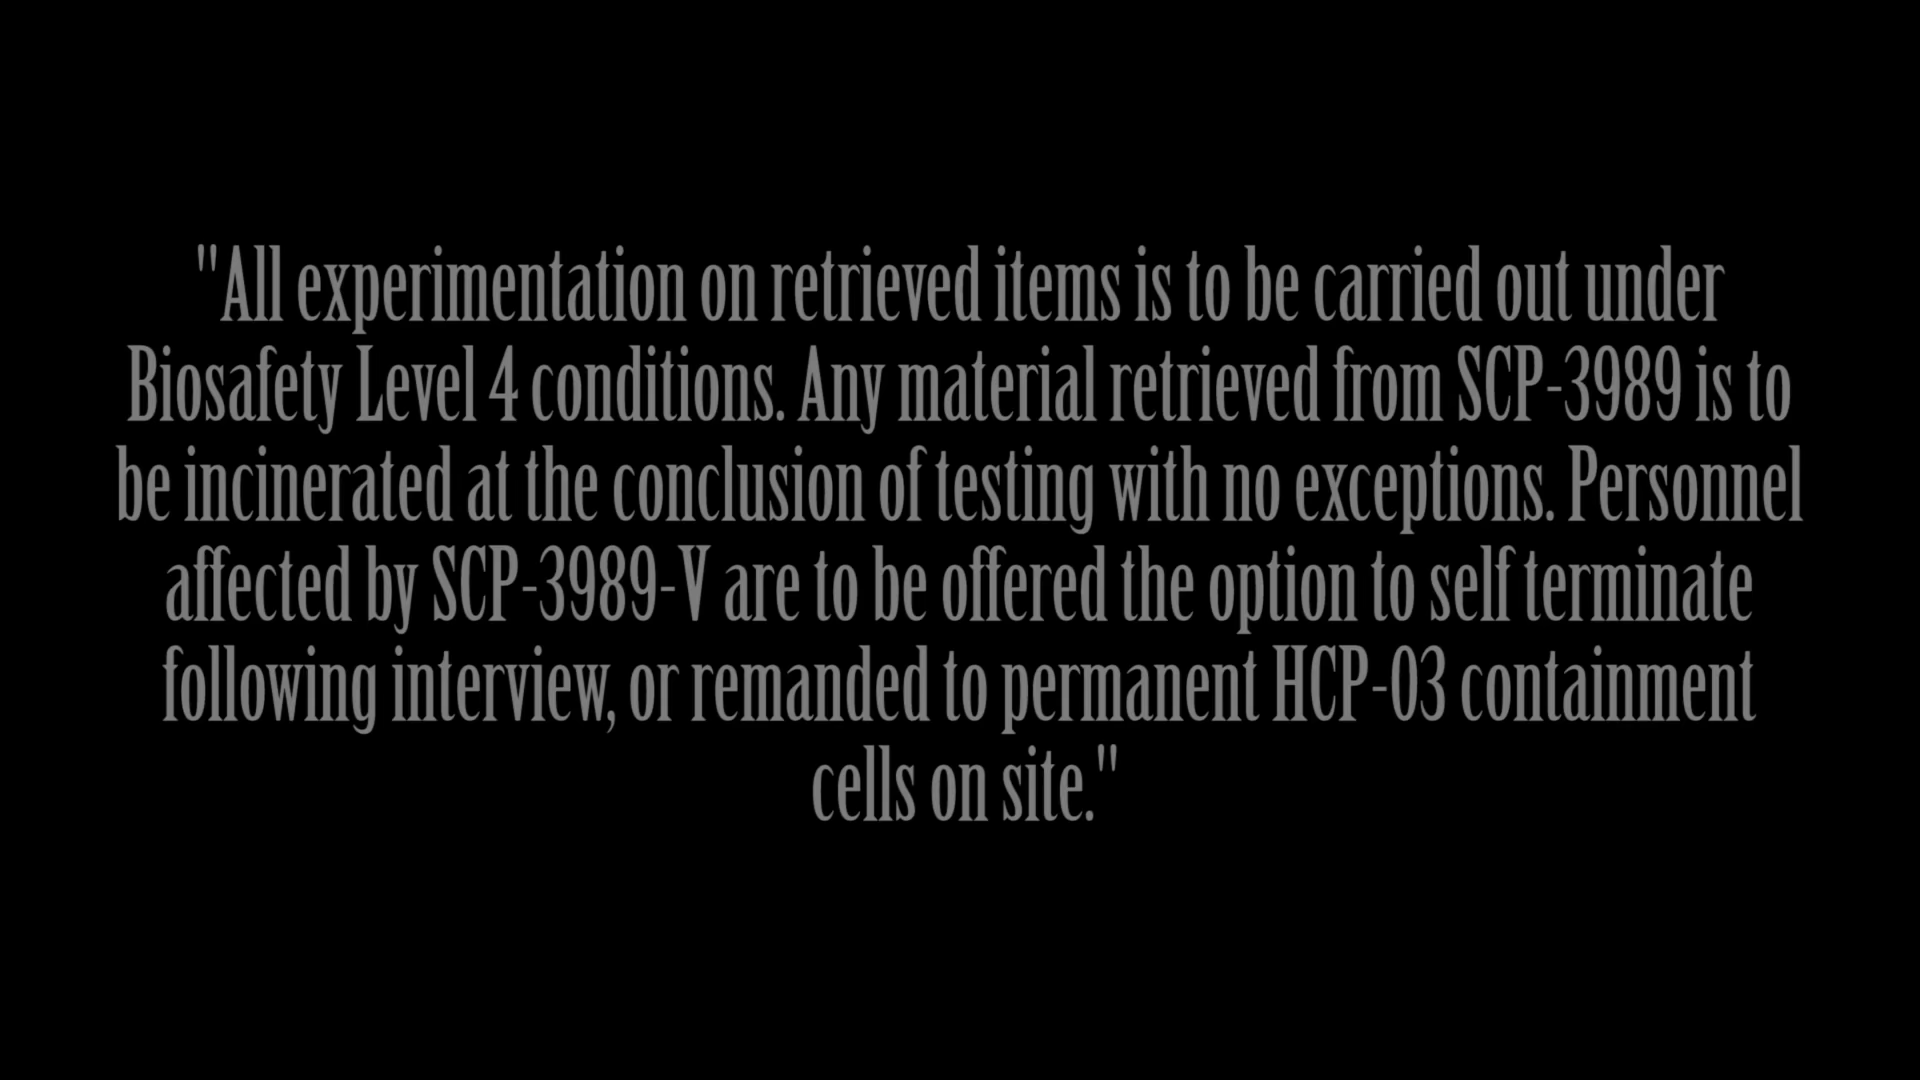 "All experimentation on retrieved items is to be carried out under
Biosafety Level 4 conditions. Any material retrieved from SCP-3989 is to
be incinerated at the conclusion of testing with no exceptions. Personnel
affected by SCP-3989-V are to be offered the option to self terminate
following interview, or remanded to permanent HCP-03 containment
cells on site."